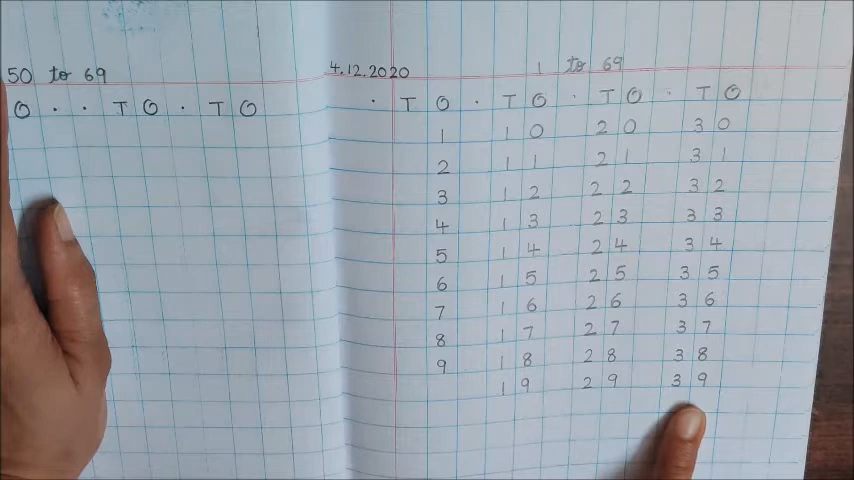 50 to 69
O · · T O · T O
4.12.2020 1 to 69
· T O · T O · T O · T O
1 1 0 2 0 3 0
2 1 1 2 1 3 1
3 1 2 2 2 3 2
4 1 3 2 3 3 3
5 1 4 2 4 3 4
6 1 5 2 5 3 5
7 1 6 2 6 3 6
8 1 7 2 7 3 7
9 1 8 2 8 3 8
1 9 2 9 3 9